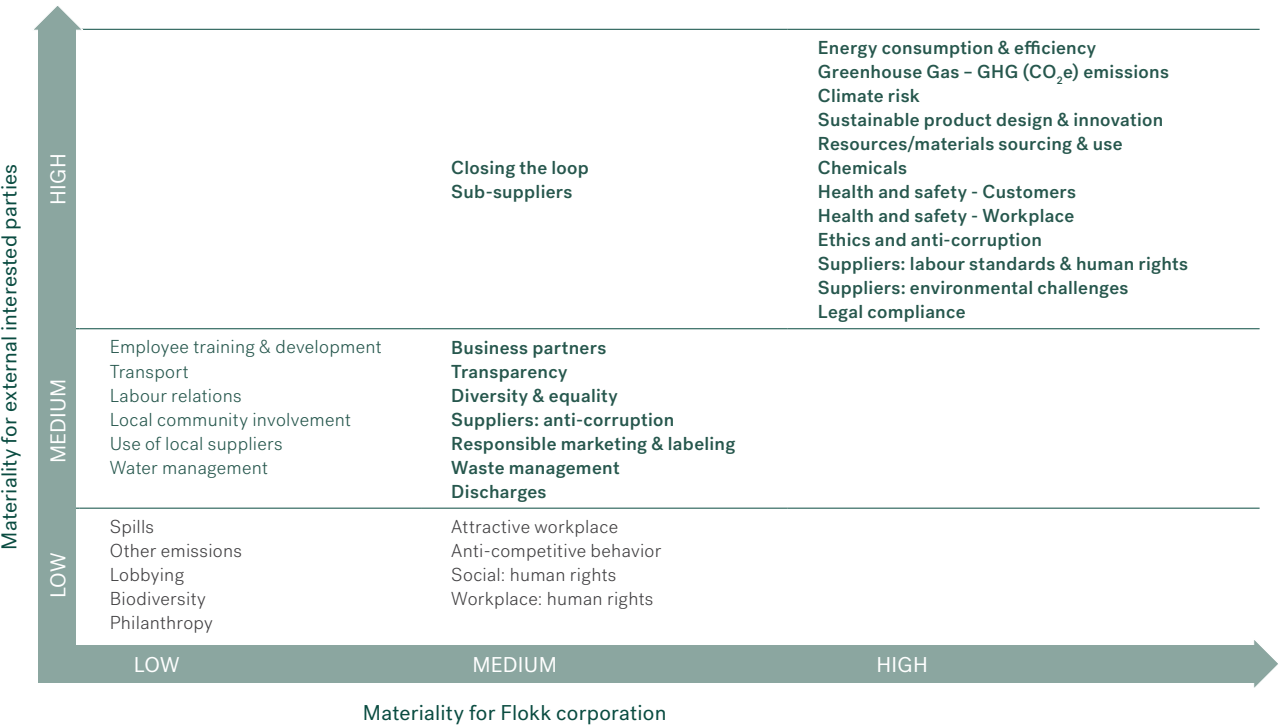 Materiality for external interested parties
HIGH
Closing the loop
Sub-suppliers
Energy consumption & efficiency
Greenhouse Gas – GHG (CO₂e) emissions
Climate risk
Sustainable product design & innovation
Resources/materials sourcing & use
Chemicals
Health and safety - Customers
Health and safety - Workplace
Ethics and anti-corruption
Suppliers: labour standards & human rights
Suppliers: environmental challenges
Legal compliance
MEDIUM
Employee training & development
Transport
Labour relations
Local community involvement
Use of local suppliers
Water management
Business partners
Transparency
Diversity & equality
Suppliers: anti-corruption
Responsible marketing & labeling
Waste management
Discharges
LOW
Spills
Other emissions
Lobbying
Biodiversity
Philanthropy
Attractive workplace
Anti-competitive behavior
Social: human rights
Workplace: human rights
LOW
MEDIUM
HIGH
Materiality for Flokk corporation